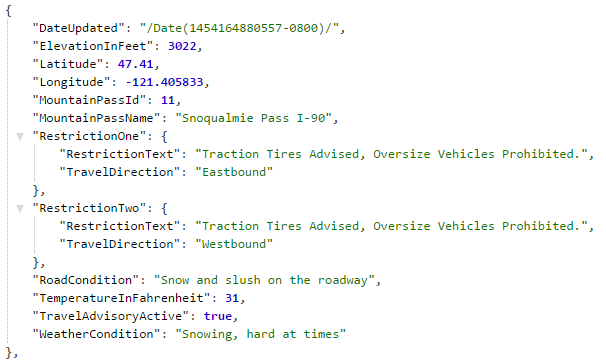 {
"DateUpdated": "/Date(1454164880557-0800)/",
"ElevationInFeet": 3022,
"Latitude": 47.41,
"Longitude": -121.405833,
"MountainPassId": 11,
"MountainPassName": "Snoqualmie Pass I-90",
"RestrictionOne": {
"RestrictionText": "Traction Tires Advised, Oversize Vehicles Prohibited.",
"TravelDirection": "Eastbound"
},
"RestrictionTwo": {
"RestrictionText": "Traction Tires Advised, Oversize Vehicles Prohibited.",
"TravelDirection": "Westbound"
},
"RoadCondition": "Snow and slush on the roadway",
"TemperatureInFahrenheit": 31,
"TravelAdvisoryActive": true,
"WeatherCondition": "Snowing, hard at times"
},